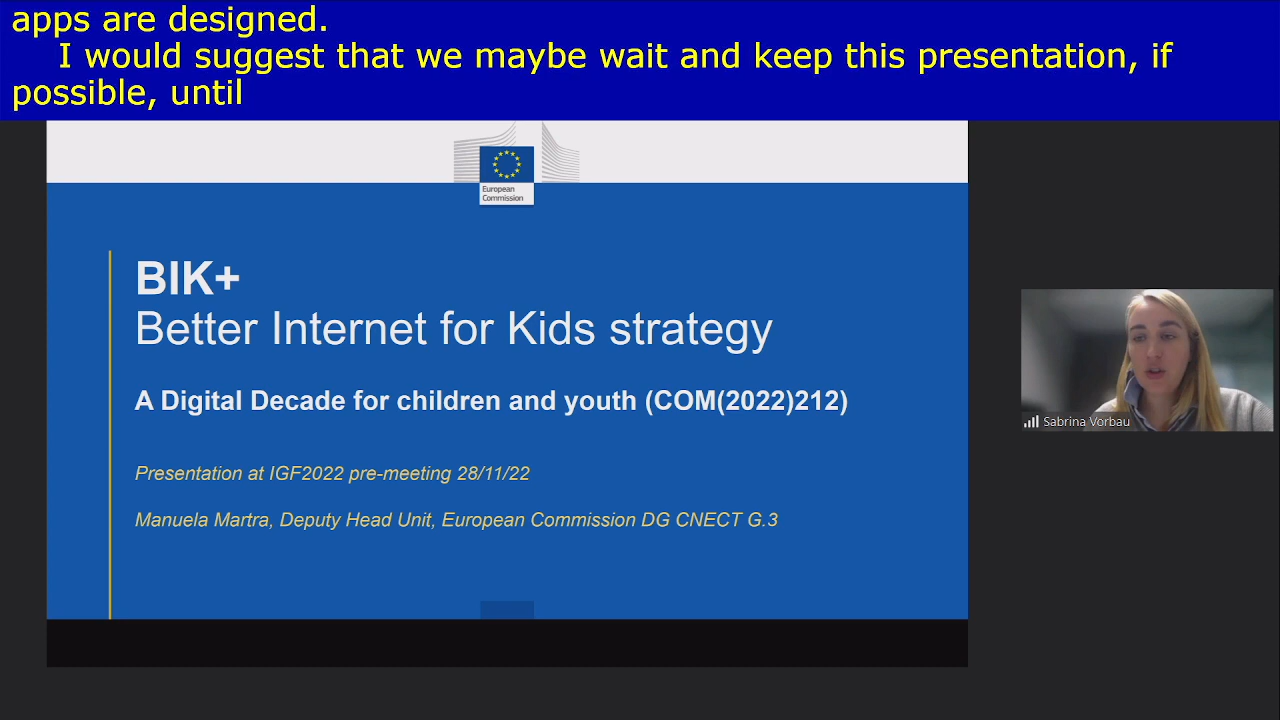 apps are designed.
I would suggest that we maybe wait and keep this presentation, if
possible, until
European
Commission
BIK+
Better Internet for Kids strategy
A Digital Decade for children and youth (COM(2022)212)
Presentation at IGF2022 pre-meeting 28/11/22
Manuela Martra, Deputy Head Unit, European Commission DG CNECT G.3
Sabrina Vorbau